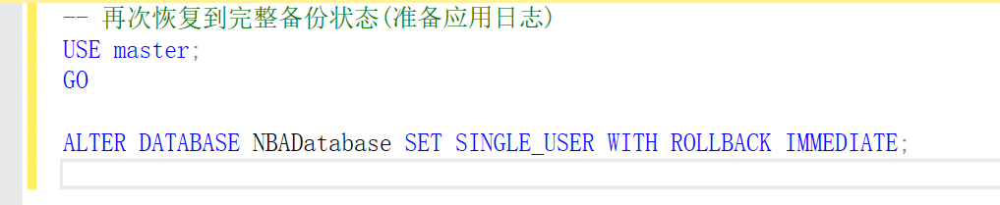 -- 再次恢复到完整备份状态(准备应用日志)
USE master;
GO
ALTER DATABASE NBADatabase SET SINGLE_USER WITH ROLLBACK IMMEDIATE;